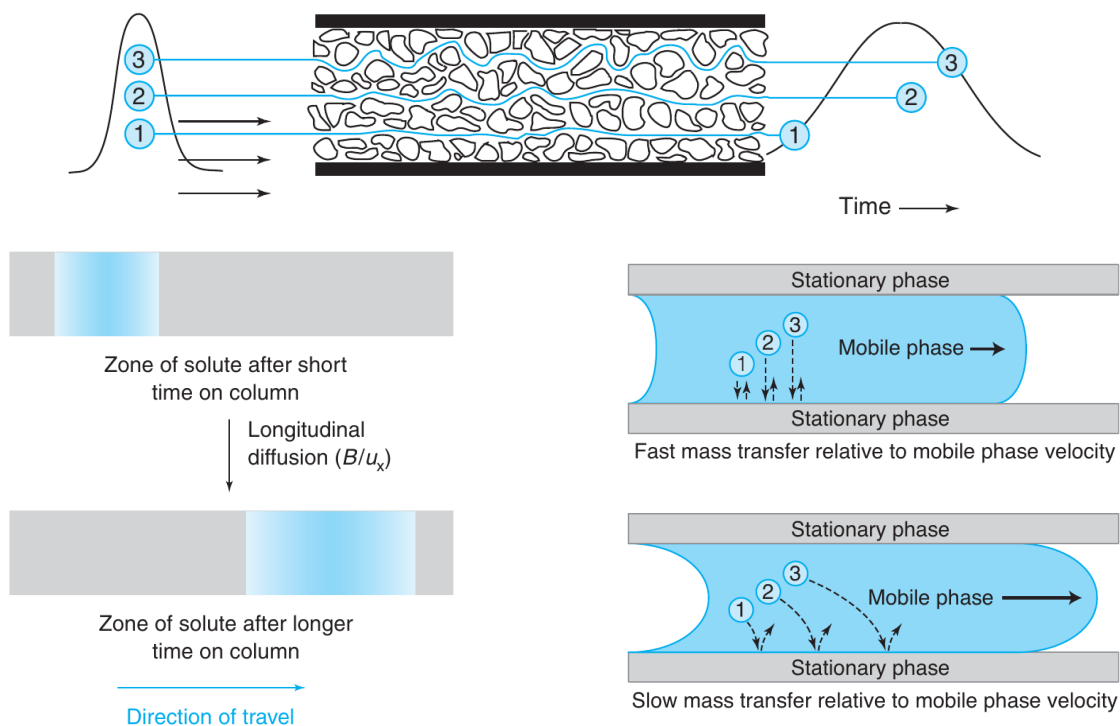 3
2
1
3
2
1
Time
Zone of solute after short
time on column
Longitudinal
diffusion (B/uₓ)
Zone of solute after longer
time on column
Direction of travel
Stationary phase
3
2
1
Mobile phase
Stationary phase
Fast mass transfer relative to mobile phase velocity
Stationary phase
3
2
1
Mobile phase
Stationary phase
Slow mass transfer relative to mobile phase velocity